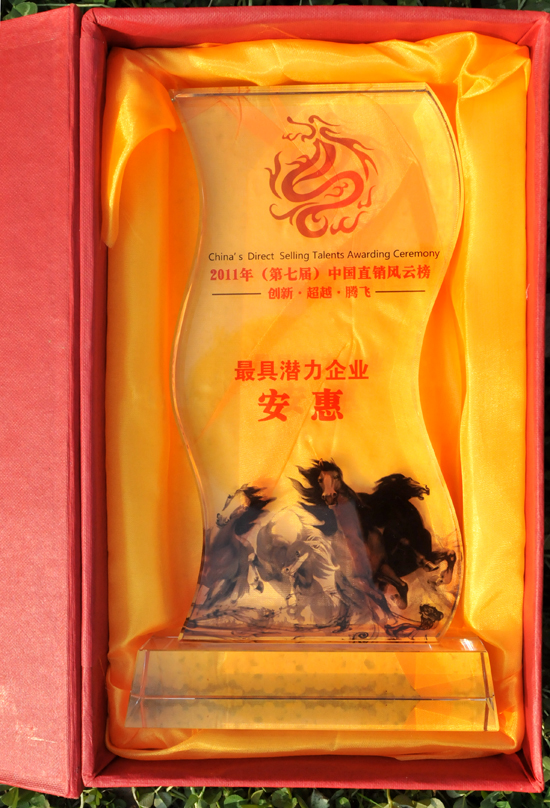 China's Direct Selling Talents Awarding Ceremony
2011年（第七届）中国直销风云榜
创新·超越·腾飞
最具潜力企业
安惠